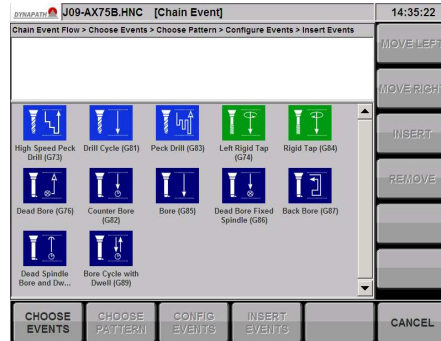 DYNAPATH J09-AX75B.HNC [Chain Event] 14:35:22
Chain Event Flow > Choose Events > Choose Pattern > Configure Events > Insert Events
MOVE LEFT
MOVE RIGHT
INSERT
REMOVE
High Speed Peck Drill (G73)
Drill Cycle (G81)
Peck Drill (G83)
Left Rigid Tap (G74)
Rigid Tap (G84)
Dead Bore (G76)
Counter Bore (G82)
Bore (G85)
Dead Bore Fixed Spindle (G86)
Back Bore (G87)
Dead Spindle Bore and Dw...
Bore Cycle with Dwell (G89)
CHOOSE EVENTS
CHOOSE PATTERN
CONFIG EVENTS
INSERT EVENTS
CANCEL